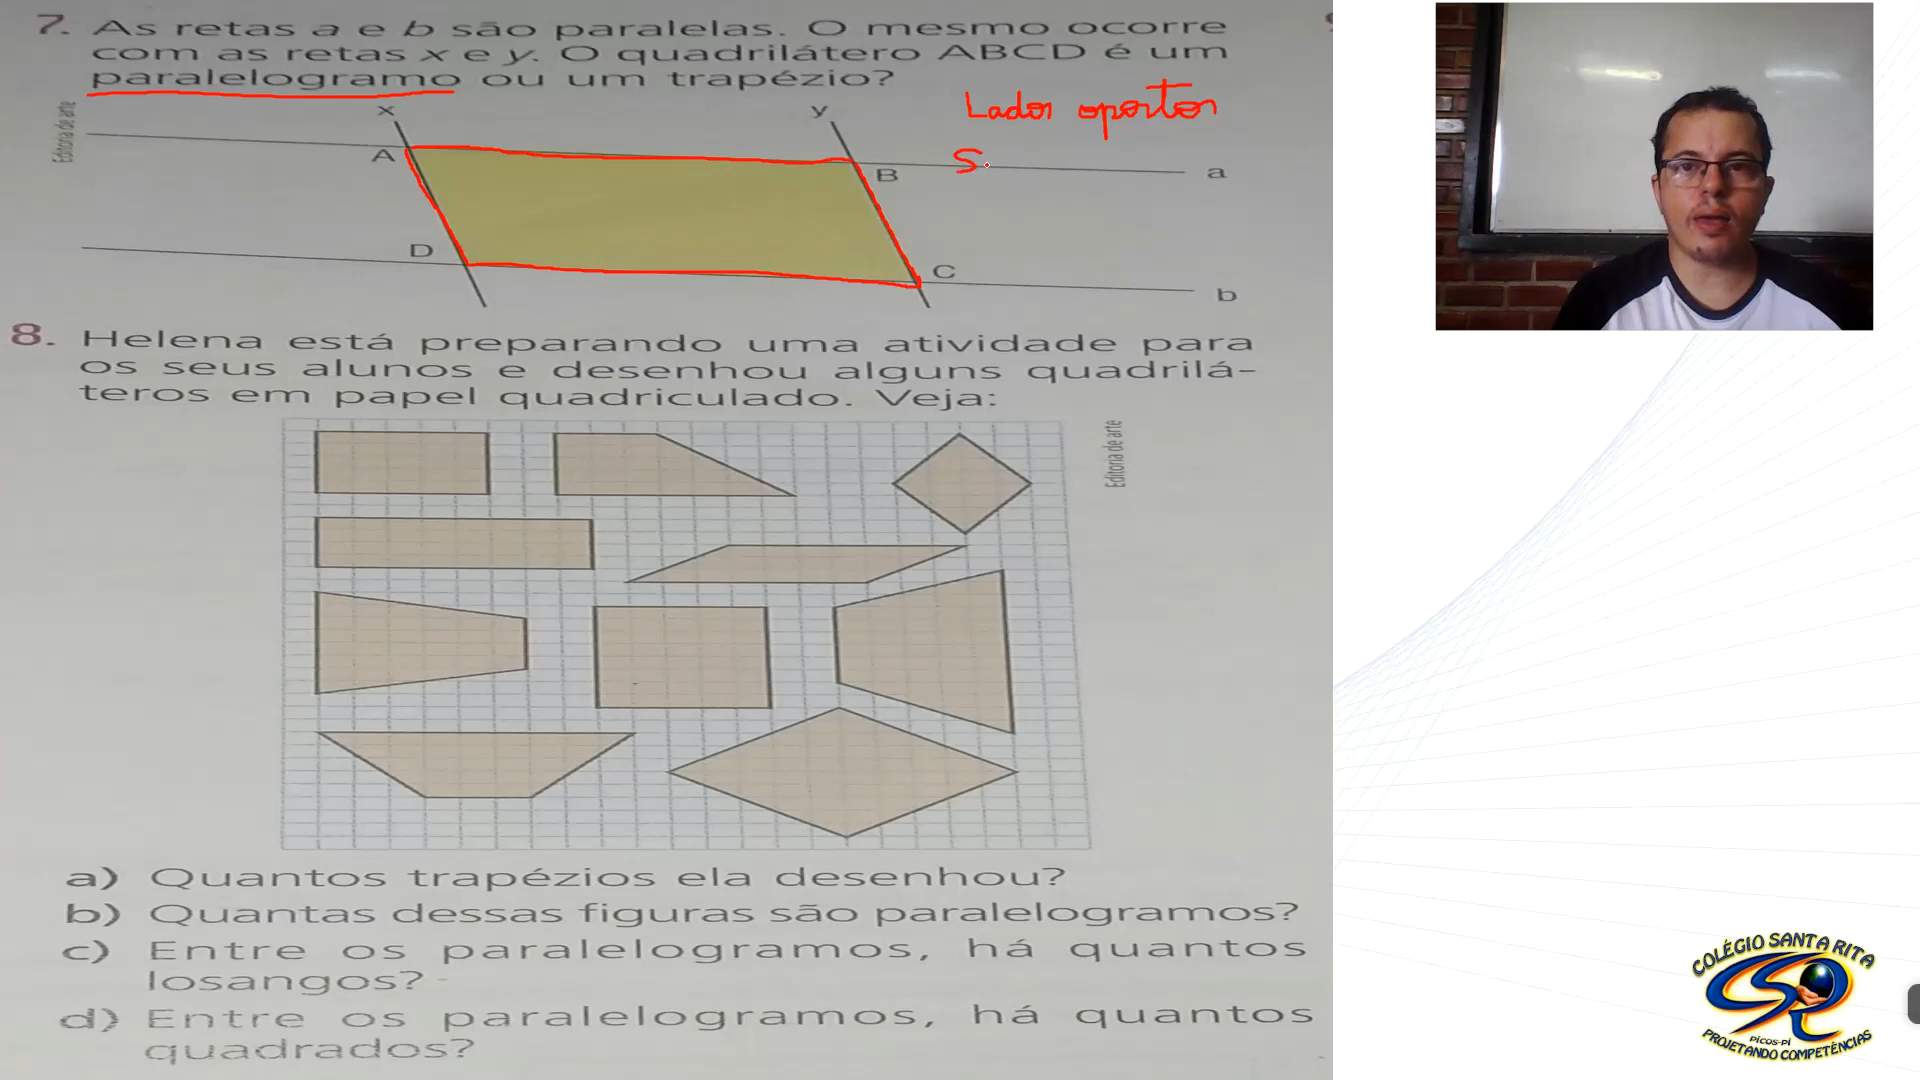 7. As retas a e b são paralelas. O mesmo ocorre
com as retas x e y. O quadrilátero ABCD é um
paralelogramo ou um trapézio?
Editoria de arte
x
y
Lados opostos
S
A
B
a
D
C
b
8. Helena está preparando uma atividade para
os seus alunos e desenhou alguns quadrilá-
teros em papel quadriculado. Veja:
Editoria de arte
a) Quantos trapézios ela desenhou?
b) Quantas dessas figuras são paralelogramos?
c) Entre os paralelogramos, há quantos
losangos?
d) Entre os paralelogramos, há quantos
quadrados?
COLÉGIO SANTA RITA
PICOS-PI
PROJETANDO COMPETÊNCIAS